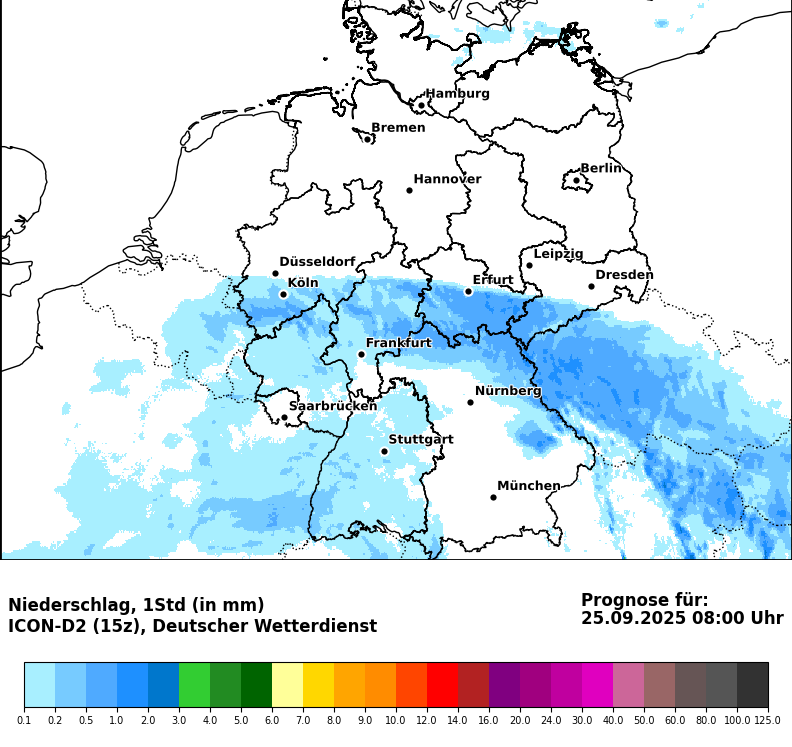 Hamburg
Bremen
Berlin
Hannover
Leipzig
Düsseldorf
Dresden
Köln
Erfurt
Frankfurt
Nürnberg
Saarbrücken
Stuttgart
München
Niederschlag, 1Std (in mm)
ICON-D2 (15z), Deutscher Wetterdienst
Prognose für:
25.09.2025 08:00 Uhr
0.1 0.2 0.5 1.0 2.0 3.0 4.0 5.0 6.0 7.0 8.0 9.0 10.0 12.0 14.0 16.0 20.0 24.0 30.0 40.0 50.0 60.0 80.0 100.0 125.0